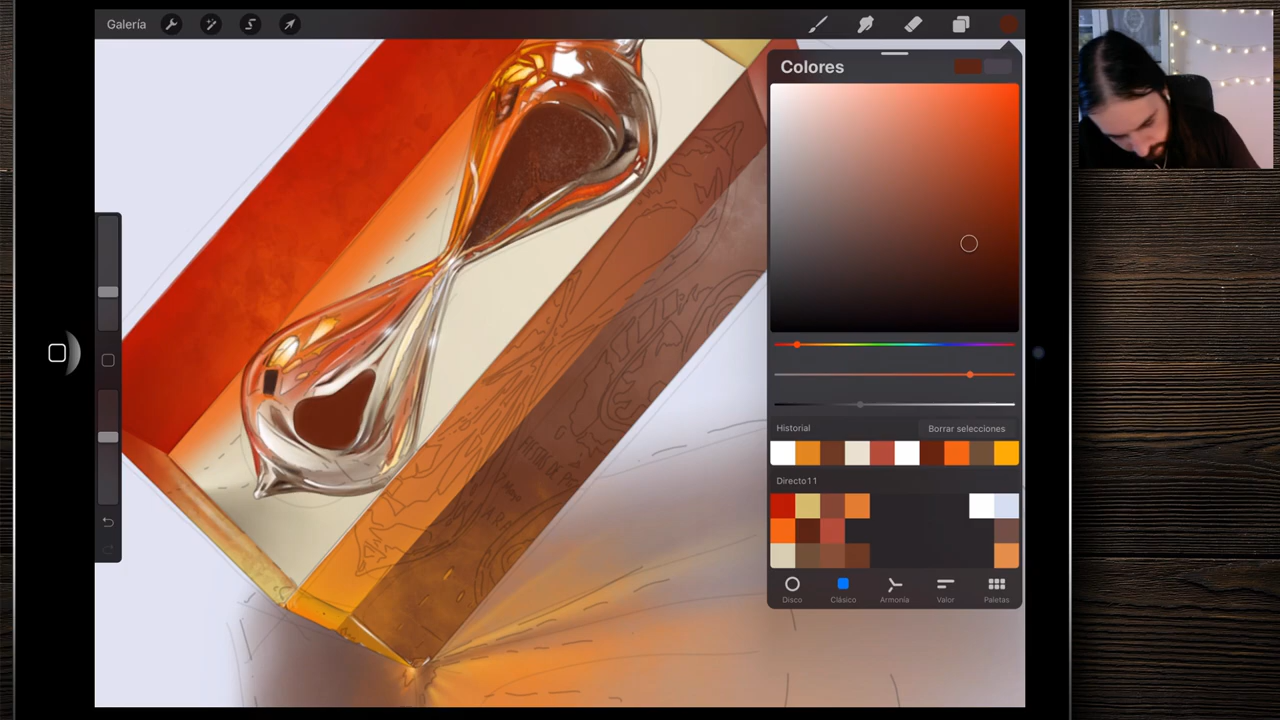 Galería
Colores
Historial
Borrar selecciones
Directo11
Disco
Clásico
Armonía
Valor
Paletas